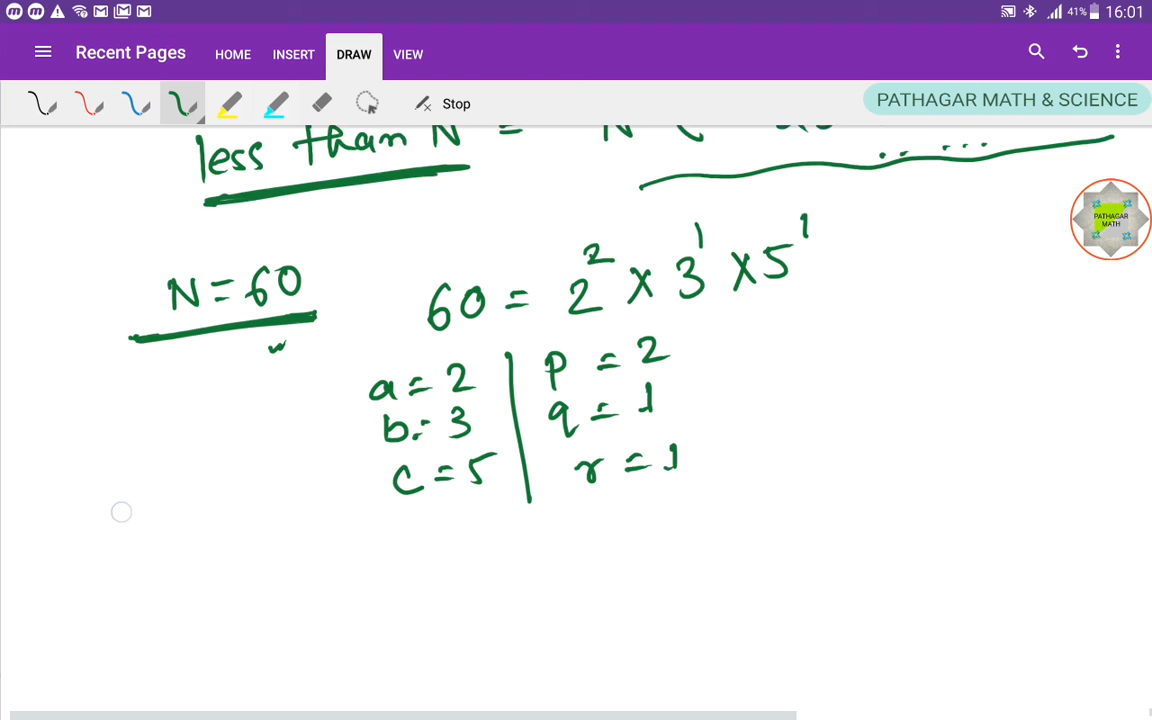 16:01
41%
Recent Pages HOME INSERT DRAW VIEW
Stop
PATHAGAR MATH & SCIENCE
less than N = N (
PATHAGAR
MATH
N = 60
60 = 2² × 3¹ × 5¹
a = 2 | p = 2
b = 3 | q = 1
c = 5 | r = 1